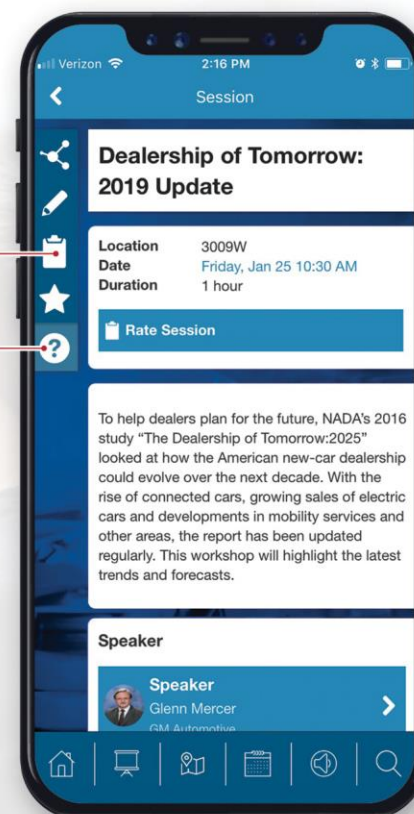 Verizon 2:16 PM
Session
Dealership of Tomorrow:
2019 Update
Location 3009W
Date Friday, Jan 25 10:30 AM
Duration 1 hour
Rate Session
To help dealers plan for the future, NADA's 2016
study "The Dealership of Tomorrow:2025"
looked at how the American new-car dealership
could evolve over the next decade. With the
rise of connected cars, growing sales of electric
cars and developments in mobility services and
other areas, the report has been updated
regularly. This workshop will highlight the latest
trends and forecasts.
Speaker
Speaker
Glenn Mercer
GM Automotive